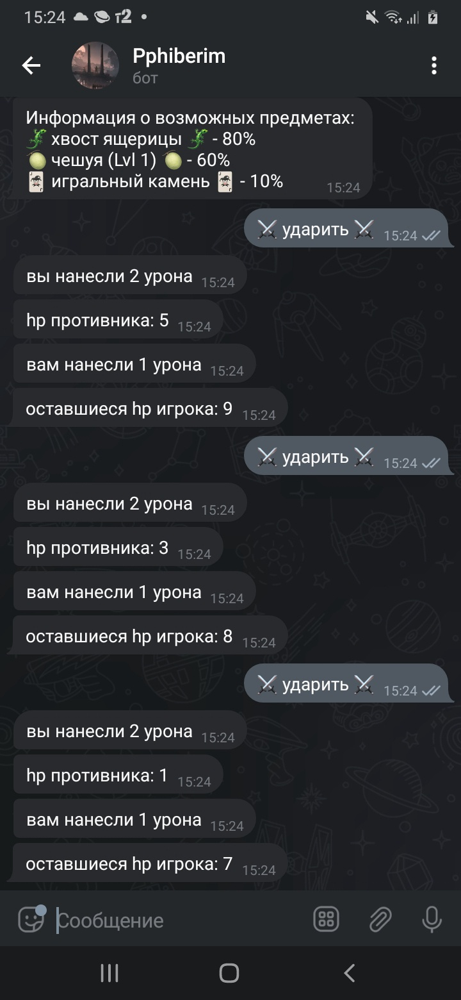 15:24 т2
Pphiberim
бот
Информация о возможных предметах:
🦎 хвост ящерицы 🦎 - 80%
🥔 чешуя (Lvl 1) 🥔 - 60%
🃏 игральный камень 🃏 - 10% 15:24
⚔️ ударить ⚔️ 15:24
вы нанесли 2 урона 15:24
hp противника: 5 15:24
вам нанесли 1 урона 15:24
оставшиеся hp игрока: 9 15:24
⚔️ ударить ⚔️ 15:24
вы нанесли 2 урона 15:24
hp противника: 3 15:24
вам нанесли 1 урона 15:24
оставшиеся hp игрока: 8 15:24
⚔️ ударить ⚔️ 15:24
вы нанесли 2 урона 15:24
hp противника: 1 15:24
вам нанесли 1 урона 15:24
оставшиеся hp игрока: 7 15:24
Сообщение